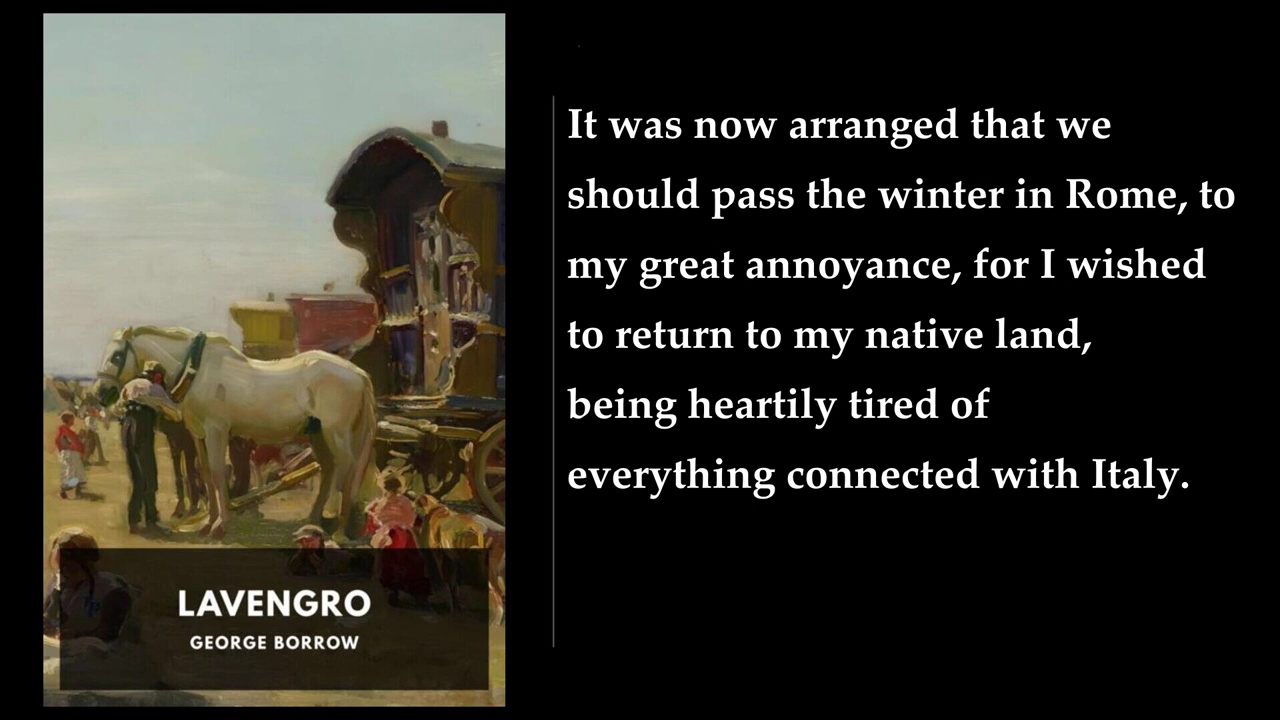 LAVENGRO
GEORGE BORROW
It was now arranged that we
should pass the winter in Rome, to
my great annoyance, for I wished
to return to my native land,
being heartily tired of
everything connected with Italy.